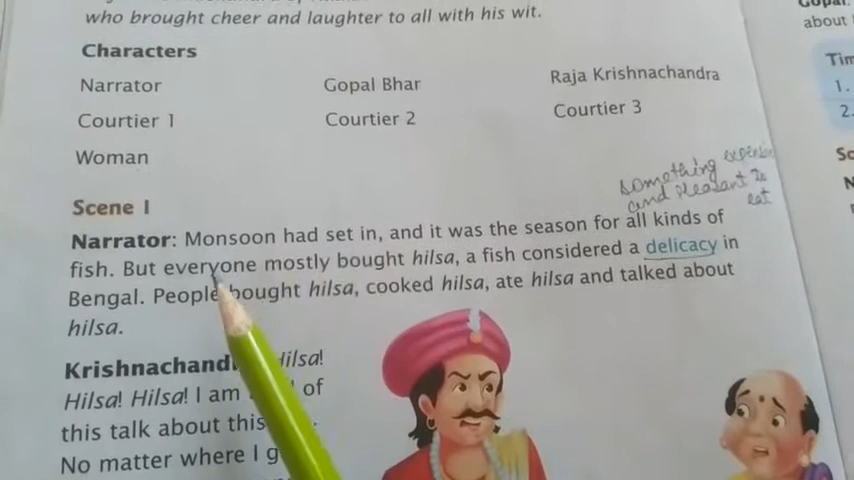 who brought cheer and laughter to all with his wit.
Characters
Narrator Gopal Bhar Raja Krishnachandra
Courtier 1 Courtier 2 Courtier 3
Woman
something
and pleasant to
eat
Scene I
Narrator: Monsoon had set in, and it was the season for all kinds of
fish. But everyone mostly bought hilsa, a fish considered a delicacy in
Bengal. People bought hilsa, cooked hilsa, ate hilsa and talked about
hilsa.
Krishnachand Hilsa!
Hilsa! Hilsa! I am of
this talk about this
No matter where I g
about
Tim
1.
2.
Sc
N